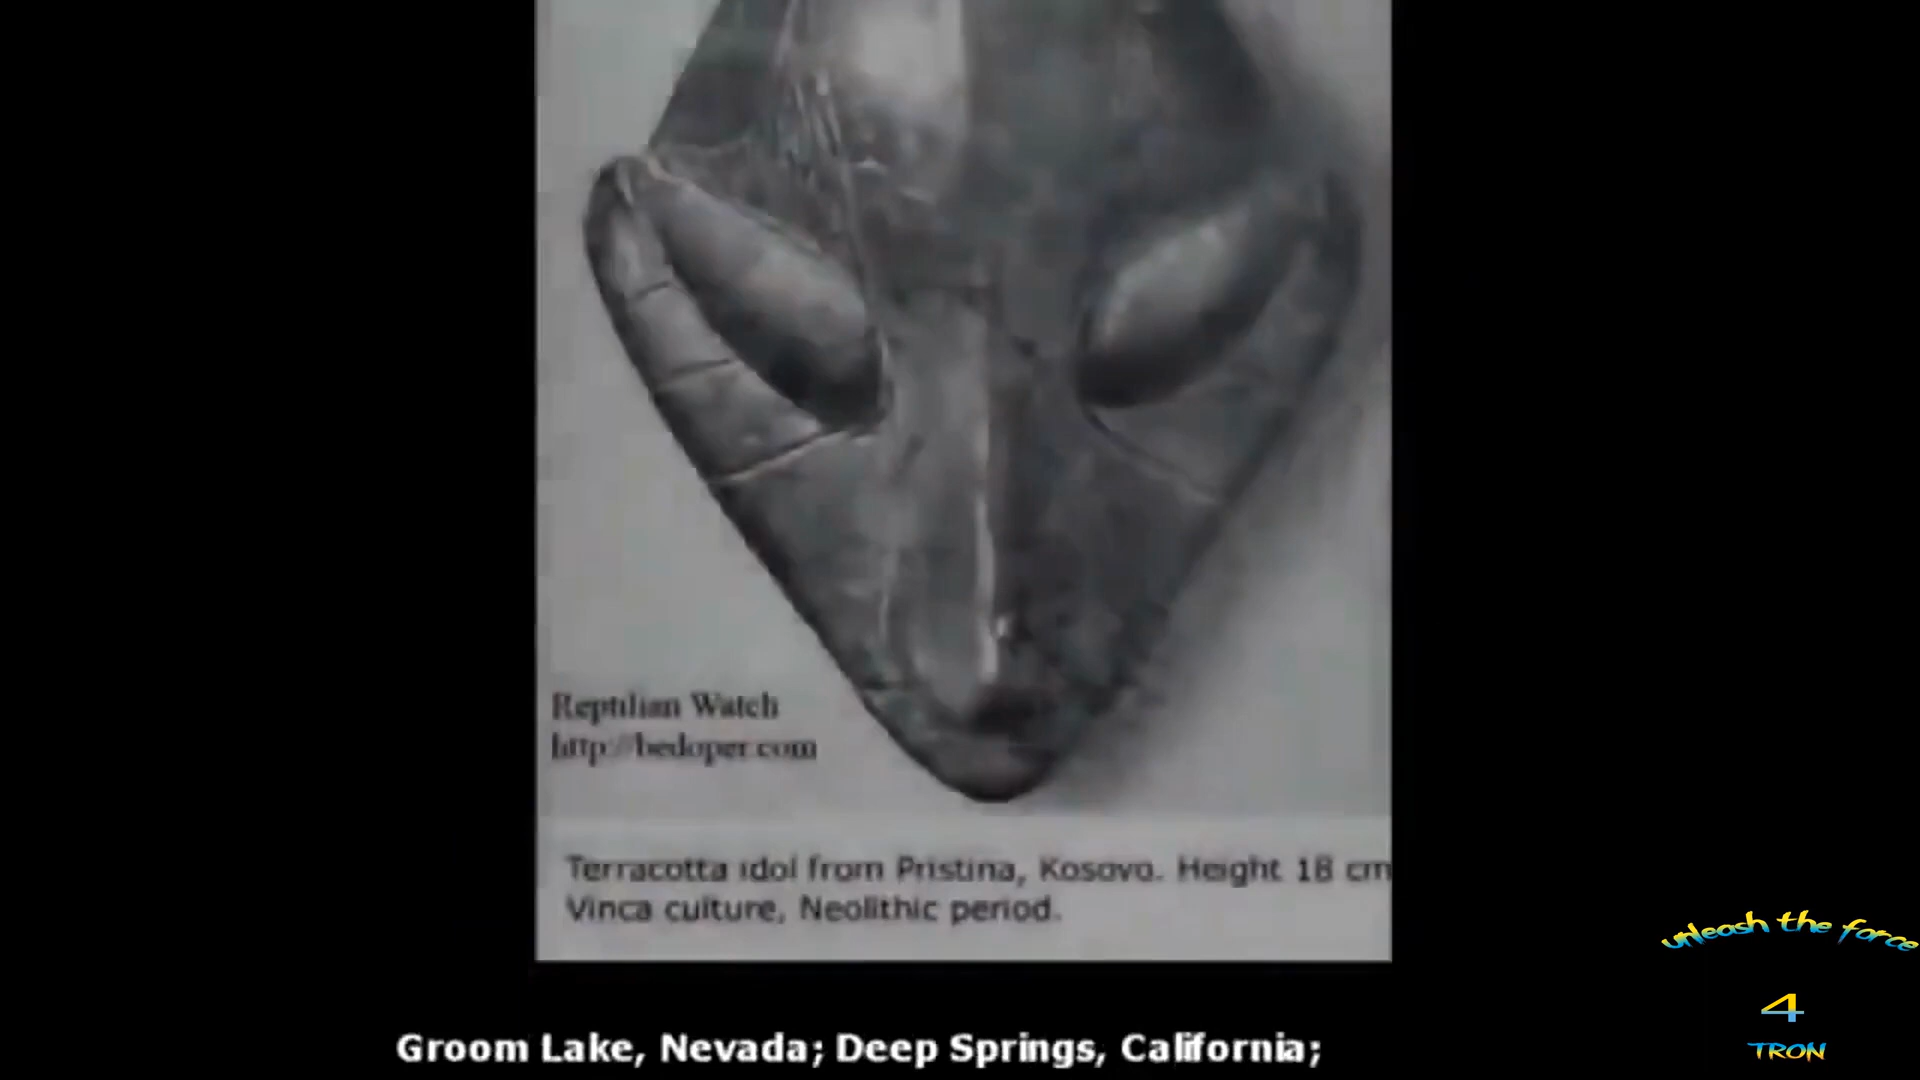 Reptilian Watch
http://bedoper.com
Terracotta idol from Pristina, Kosovo. Height 18 cm
Vinca culture, Neolithic period.
Groom Lake, Nevada; Deep Springs, California;
unleash the force
4
TRON